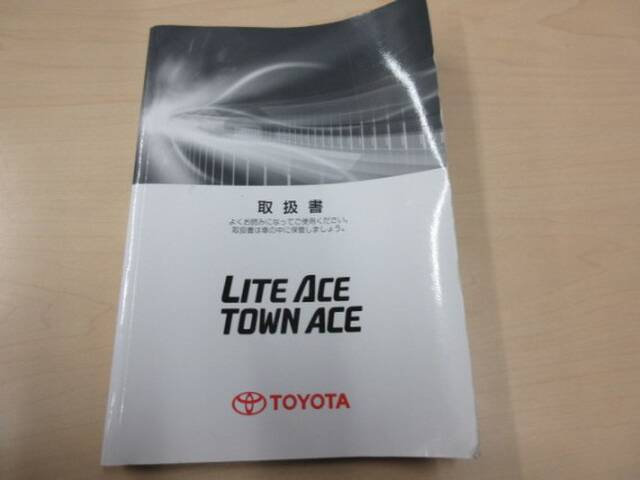 取扱書
よくお読みになってご使用ください。
取扱書は車の中に保管しましょう。
LITE ACE
TOWN ACE
TOYOTA